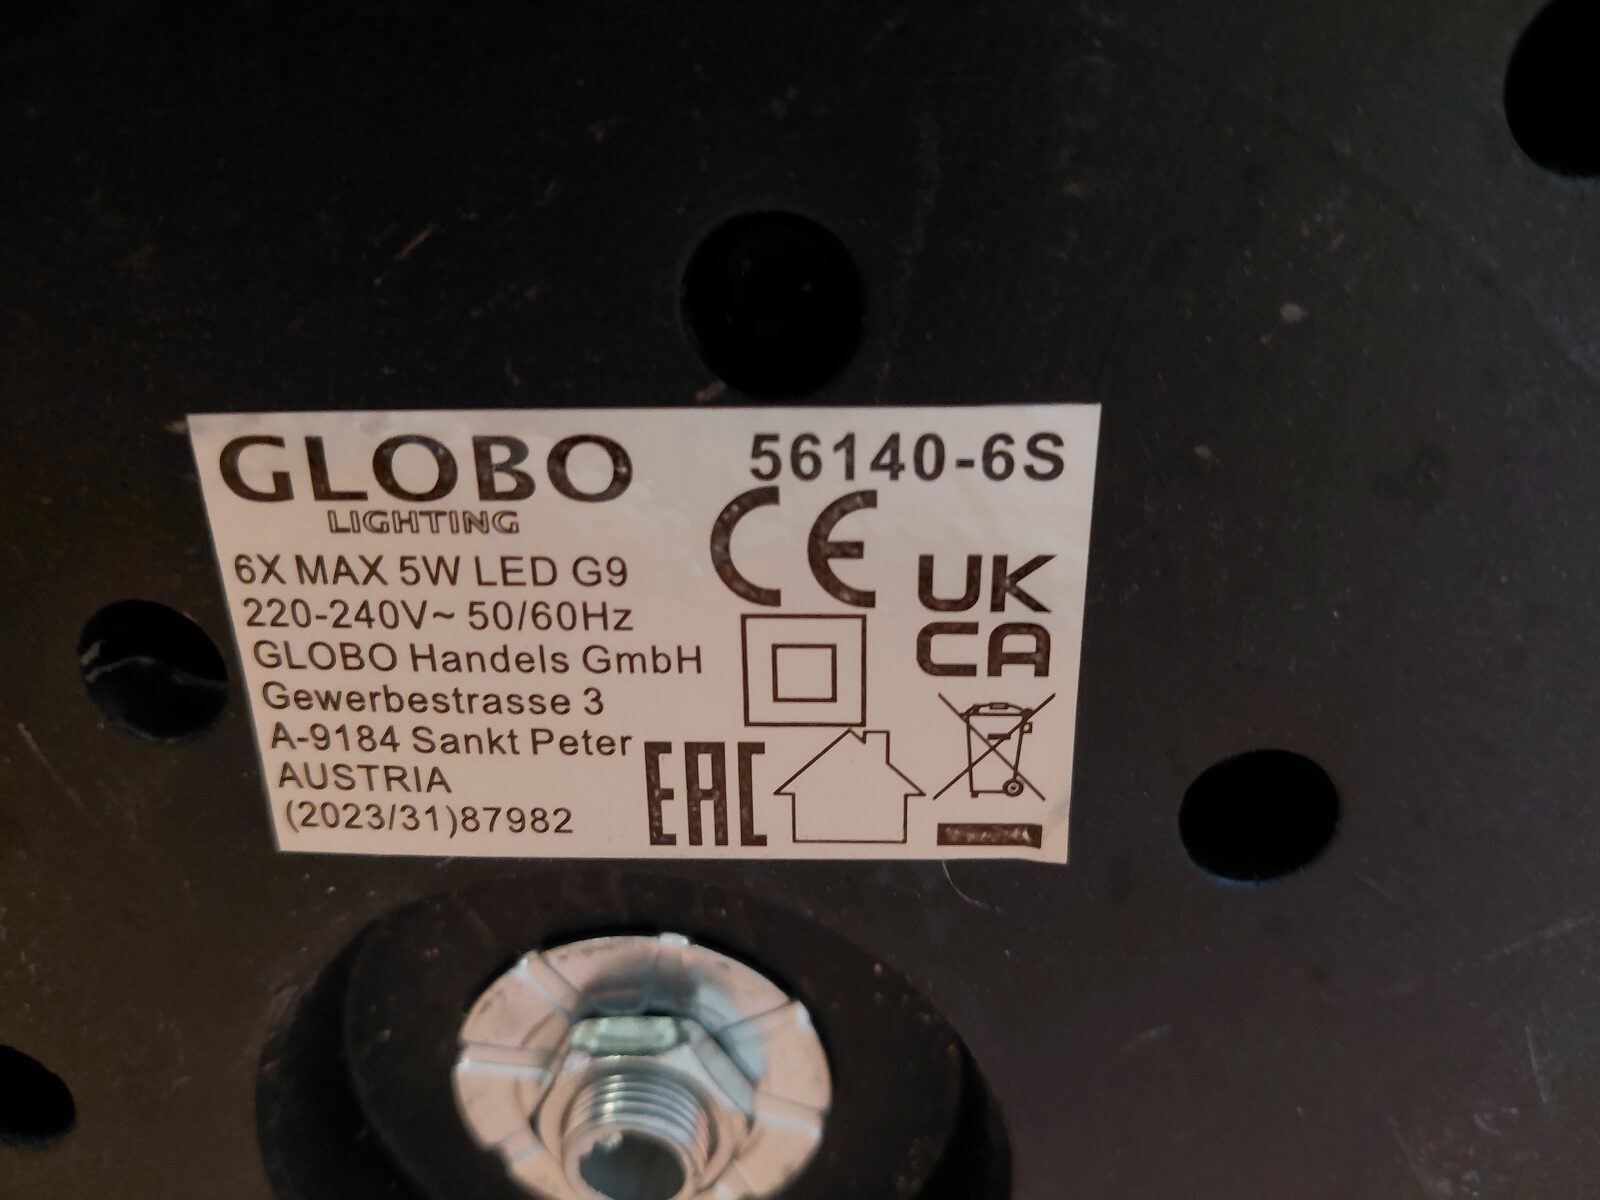 GLOBO
LIGHTING
56140-6S
CE
UK
CA
6X MAX 5W LED G9
220-240V~ 50/60Hz
GLOBO Handels GmbH
Gewerbestrasse 3
A-9184 Sankt Peter
AUSTRIA
(2023/31)87982
EAC